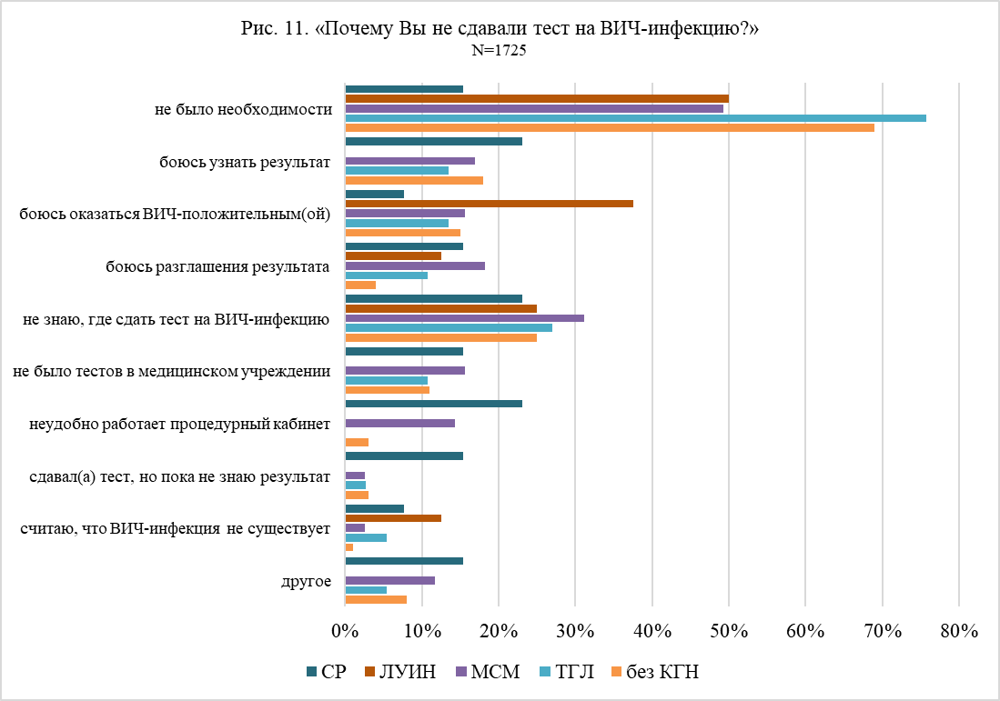 Рис. 11. «Почему Вы не сдавали тест на ВИЧ-инфекцию?»
N=1725
не было необходимости
боюсь узнать результат
боюсь оказаться ВИЧ-положительным(ой)
боюсь разглашения результата
не знаю, где сдать тест на ВИЧ-инфекцию
не было тестов в медицинском учреждении
неудобно работает процедурный кабинет
сдавал(а) тест, но пока не знаю результат
считаю, что ВИЧ-инфекция не существует
другое
0% 10% 20% 30% 40% 50% 60% 70% 80%
СР ЛУИН МСМ ТГЛ без КГН